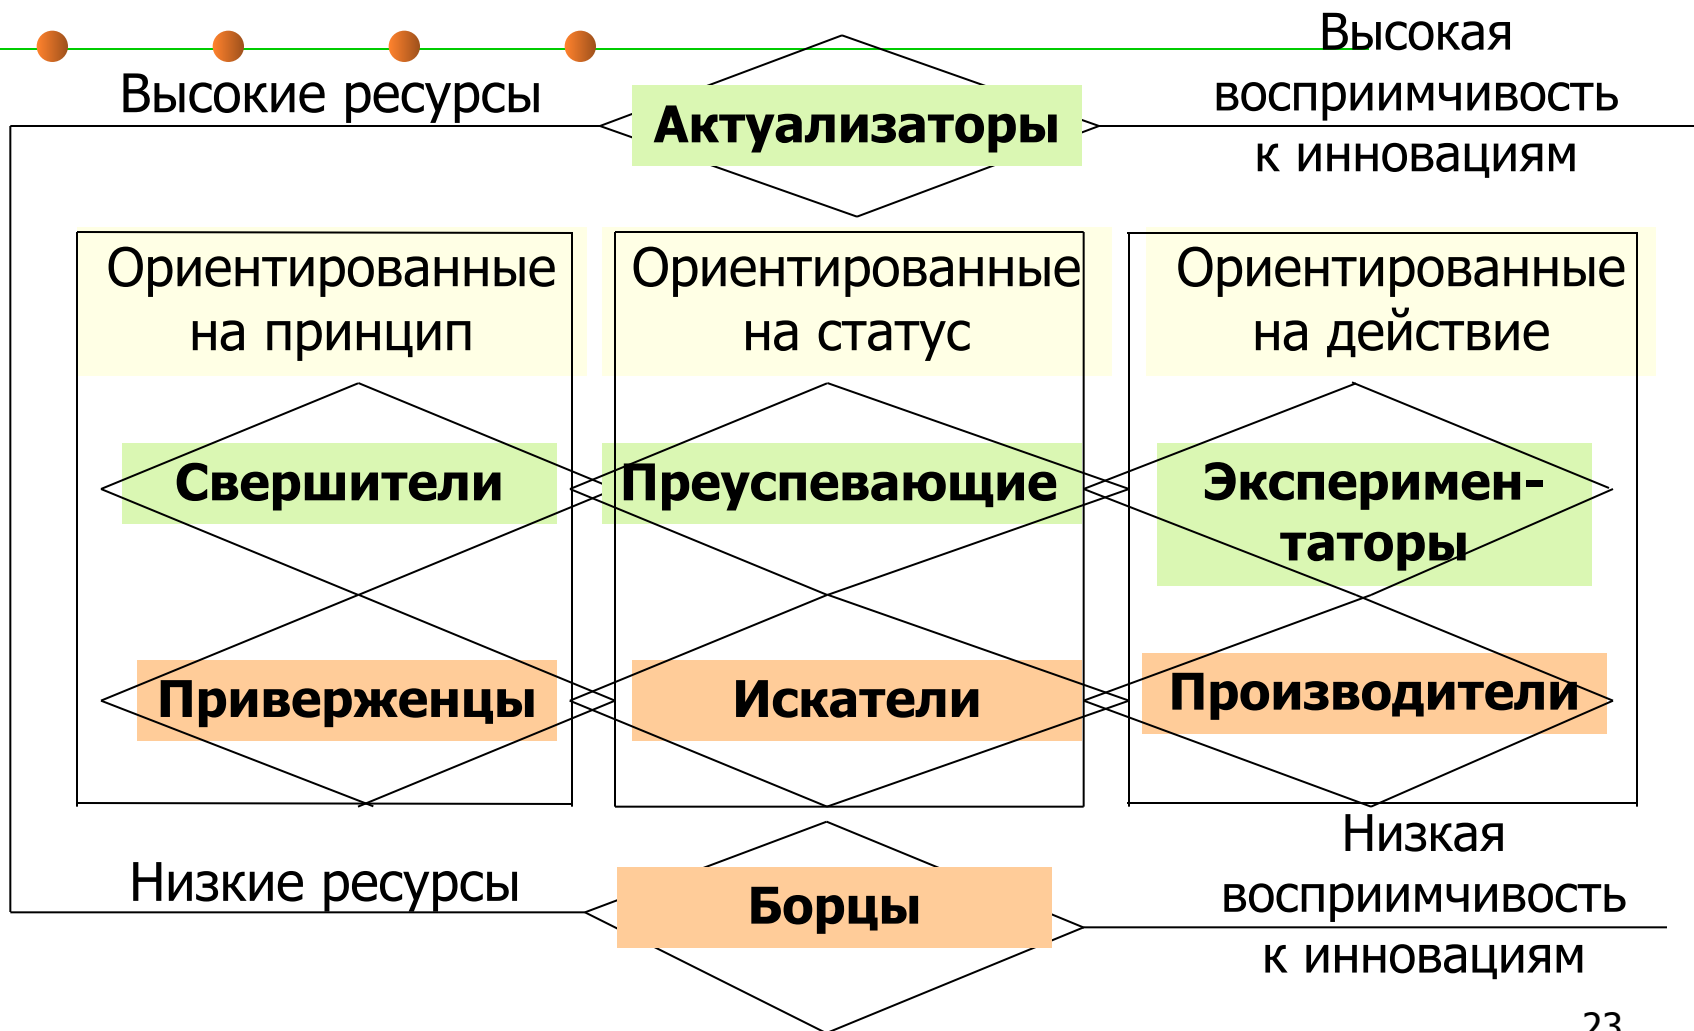 Высокие ресурсы
Актуализаторы
Высокая
восприимчивость
к инновациям
Ориентированные
на принцип
Ориентированные
на статус
Ориентированные
на действие
Свершители
Преуспевающие
Эксперимен-
таторы
Приверженцы
Искатели
Производители
Низкие ресурсы
Борцы
Низкая
восприимчивость
к инновациям
23